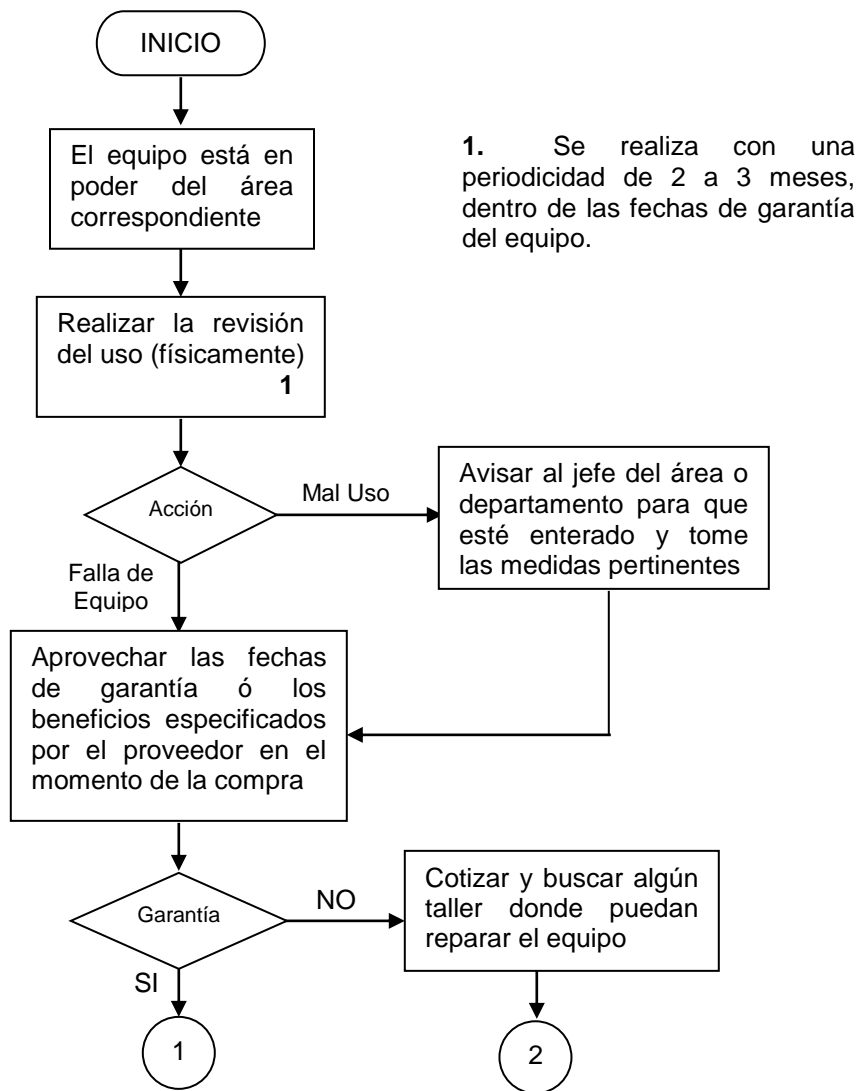 INICIO
El equipo está en
poder del área
correspondiente
1. Se realiza con una
periodicidad de 2 a 3 meses,
dentro de las fechas de garantía
del equipo.
Realizar la revisión
del uso (físicamente)
1
Acción
Mal Uso
Avisar al jefe del área o
departamento para que
esté enterado y tome
las medidas pertinentes
Falla de
Equipo
Aprovechar las fechas
de garantía ó los
beneficios especificados
por el proveedor en el
momento de la compra
Garantía
NO
Cotizar y buscar algún
taller donde puedan
reparar el equipo
SI
1
2